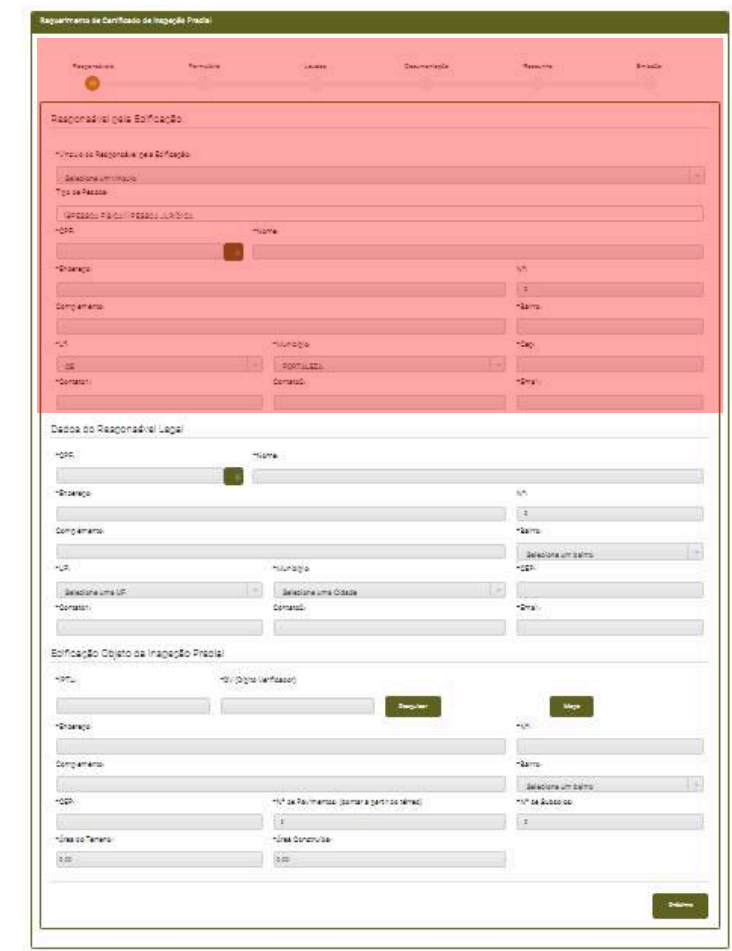 Requerimento de Certificado de Inspeção Predial
Responsáveis Formulário Laudos Documentação Resumo Emissão
Responsável pela Edificação
*Vínculo do Responsável pela Edificação:
Selecione um vínculo
Tipo de Pessoa:
PESSOA FÍSICA PESSOA JURÍDICA
*CPF: *Nome:
*Endereço: Nº:
0
Complemento: *Bairro:
*UF: *Município: *Cep:
CE FORTALEZA
*Contato1: Contato2: *Email:
Dados do Responsável Legal
*CPF: *Nome:
*Endereço: Nº:
0
Complemento: *Bairro:
Selecione um bairro
*UF: *Município: *CEP:
Selecione uma UF Selecione uma Cidade
*Contato1: Contato2: *Email:
Edificação Objeto da Inspeção Predial
*IPTU: *DV (Dígito Verificador):
Pesquisar Mapa
*Endereço: *Nº:
Complemento: *Bairro:
Selecione um bairro
*CEP: *Nº de Pavimentos: (contar a partir do térreo) *Nº de Subsolos:
0 0
*Área do Terreno: *Área Construída:
0.00 0.00
Próximo